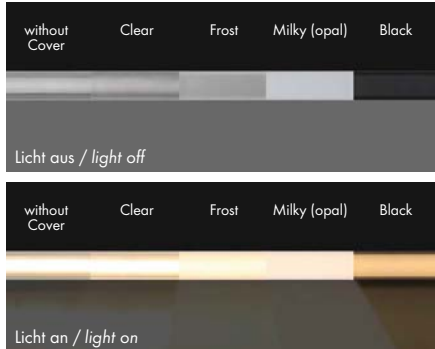 without Cover Clear Frost Milky (opal) Black
Licht aus / light off
without Cover Clear Frost Milky (opal) Black
Licht an / light on